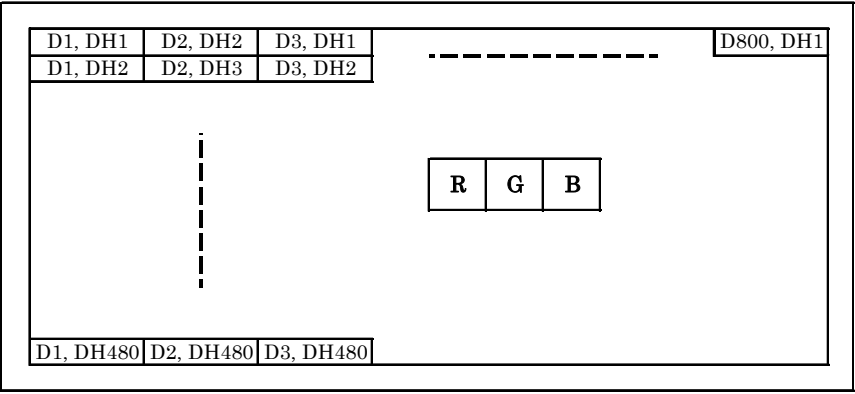 D1, DH1 D2, DH2 D3, DH1 D800, DH1
D1, DH2 D2, DH3 D3, DH2
R G B
D1, DH480 D2, DH480 D3, DH480